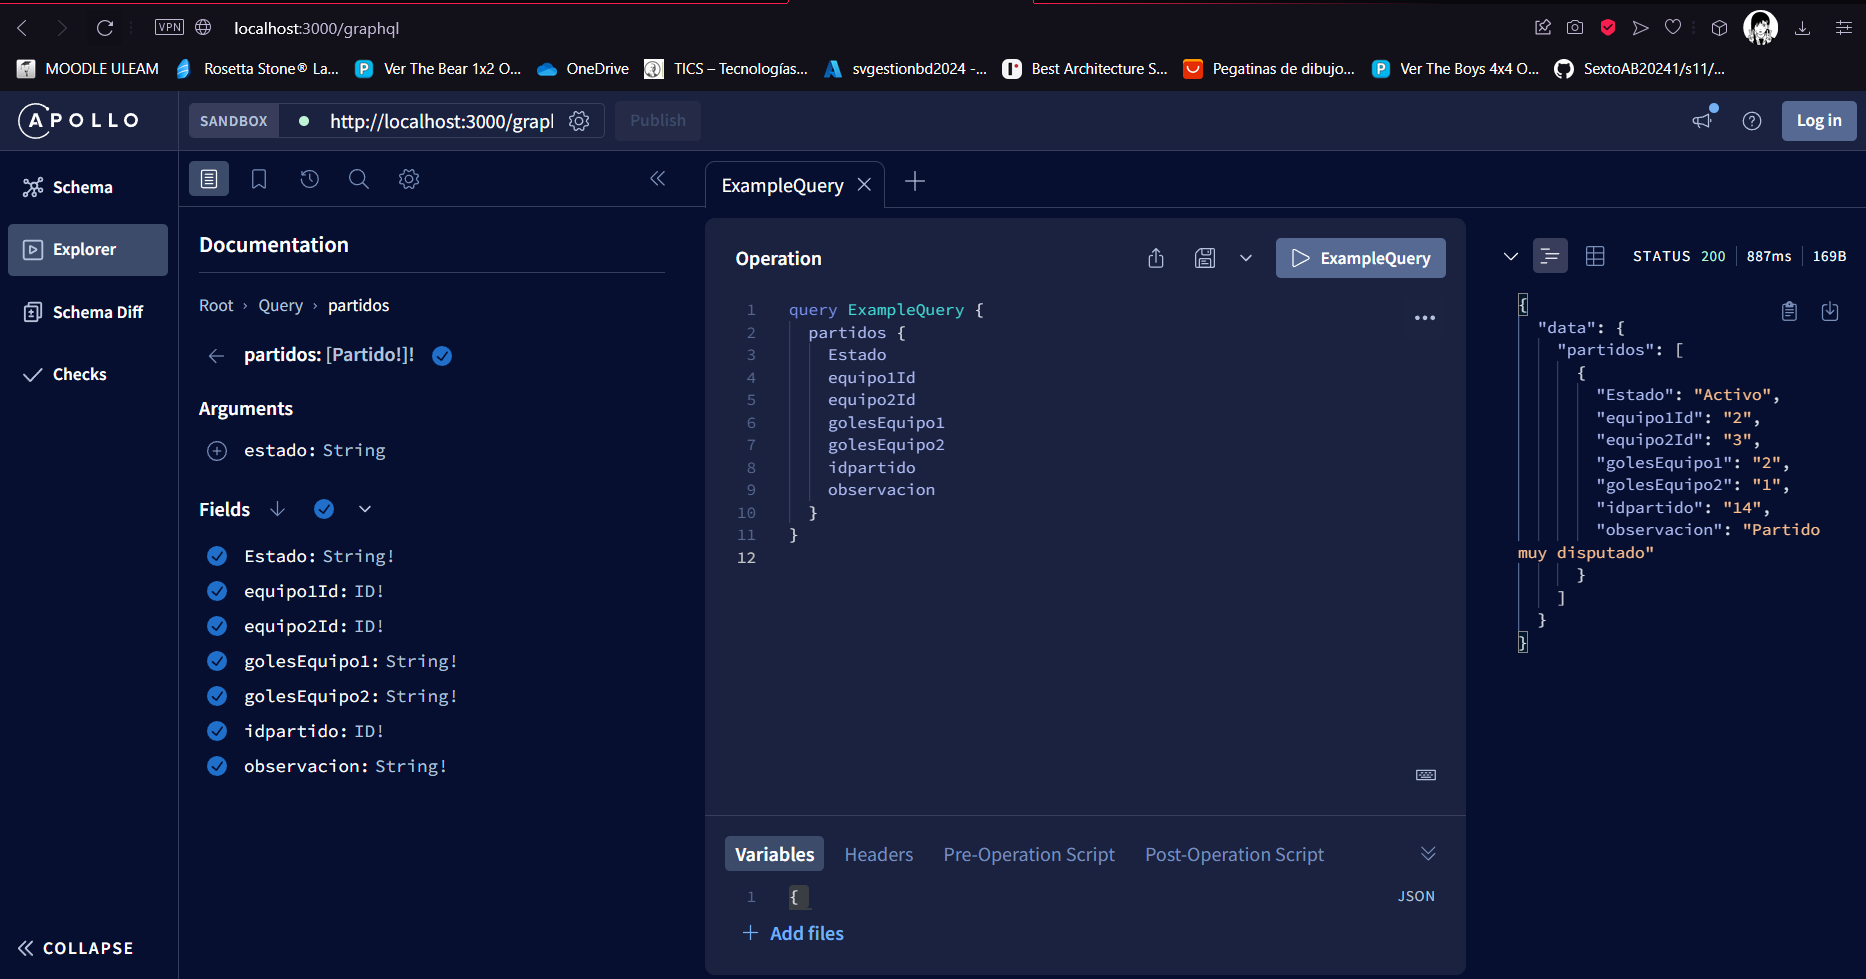 VPN localhost:3000/graphql
MOODLE ULEAM Rosetta Stone® La... Ver The Bear 1x2 O... OneDrive TICS – Tecnologías... svgestionbd2024 -... Best Architecture S... Pegatinas de dibujo... Ver The Boys 4x4 O... SextoAB20241/s11/...
APOLLO
SANDBOX http://localhost:3000/grapl Publish
Log in
Schema
Explorer
Schema Diff
Checks
COLLAPSE
Documentation
Root › Query › partidos
partidos: [Partido!]!
Arguments
estado: String
Fields
Estado: String!
equipo1Id: ID!
equipo2Id: ID!
golesEquipo1: String!
golesEquipo2: String!
idpartido: ID!
observacion: String!
ExampleQuery
Operation
ExampleQuery
1 query ExampleQuery {
2 partidos {
3 Estado
4 equipo1Id
5 equipo2Id
6 golesEquipo1
7 golesEquipo2
8 idpartido
9 observacion
10 }
11 }
12
Variables Headers Pre-Operation Script Post-Operation Script
1 {
JSON
+ Add files
STATUS 200 887ms 169B
{
"data": {
"partidos": [
{
"Estado": "Activo",
"equipo1Id": "2",
"equipo2Id": "3",
"golesEquipo1": "2",
"golesEquipo2": "1",
"idpartido": "14",
"observacion": "Partido
muy disputado"
}
]
}
}